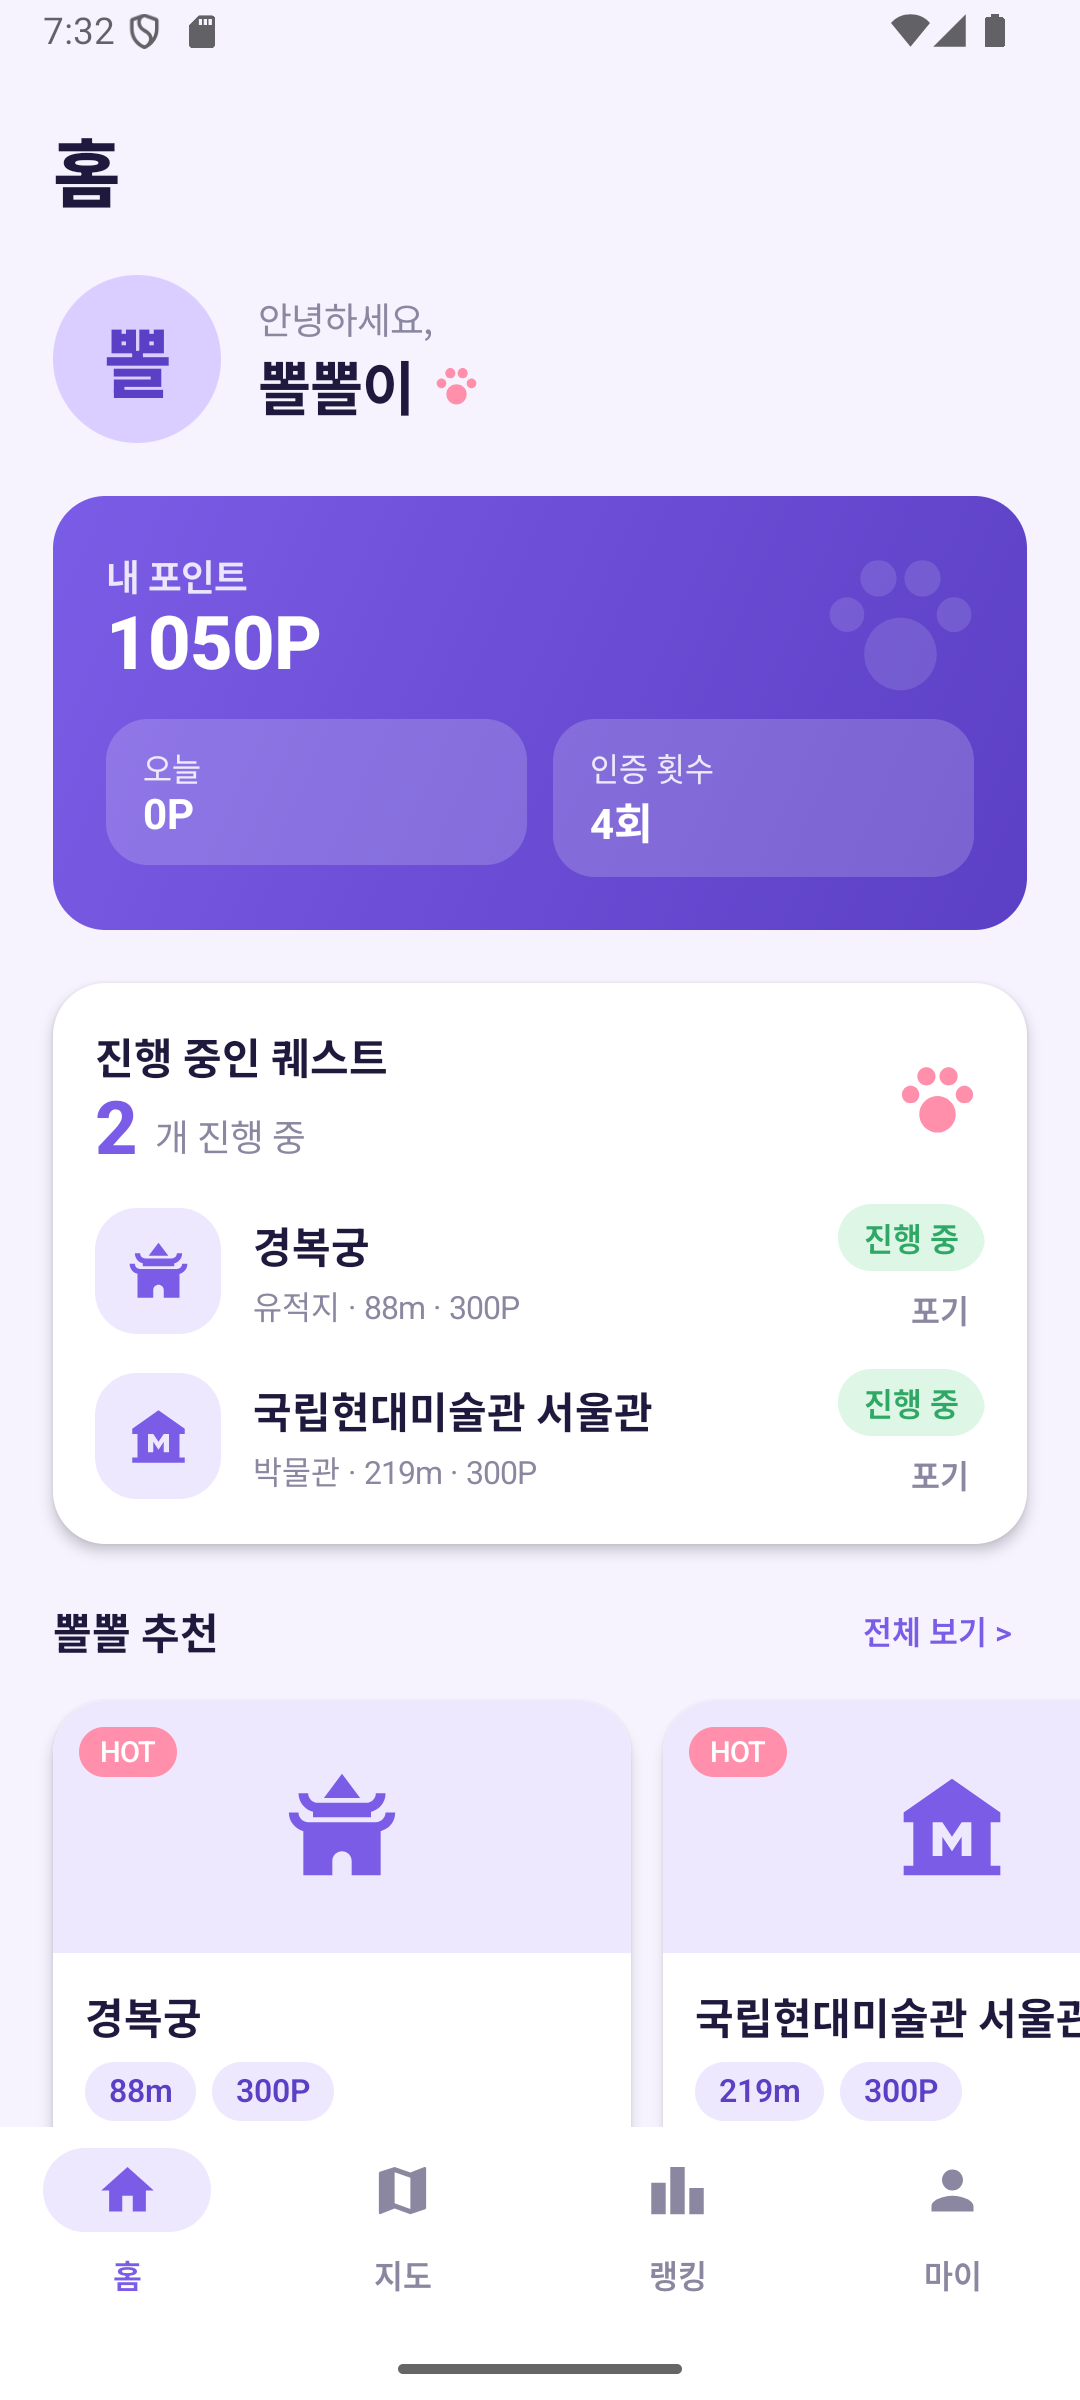 7:32
홈
뽈
안녕하세요,
뽈뽈이
내 포인트
1050P
오늘
0P
인증 횟수
4회
진행 중인 퀘스트
2 개 진행 중
경복궁
유적지 · 88m · 300P
진행 중
포기
M
국립현대미술관 서울관
박물관 · 219m · 300P
진행 중
포기
뽈뽈 추천
전체 보기 >
HOT
경복궁
88m
300P
HOT
M
국립현대미술관 서울관
219m
300P
홈
지도
랭킹
마이